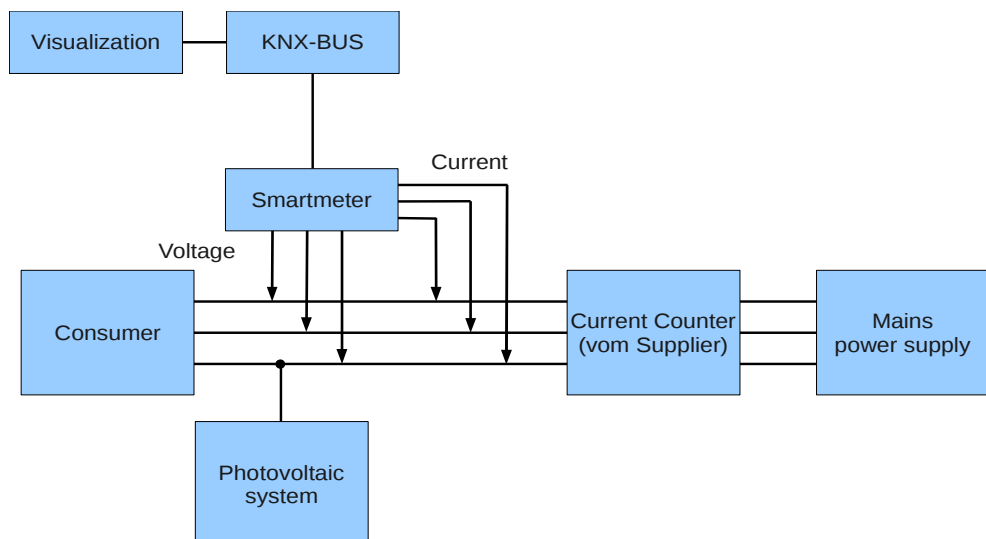 Visualization
KNX-BUS
Current
Smartmeter
Voltage
Consumer
Current Counter
(vom Supplier)
Mains
power supply
Photovoltaic
system